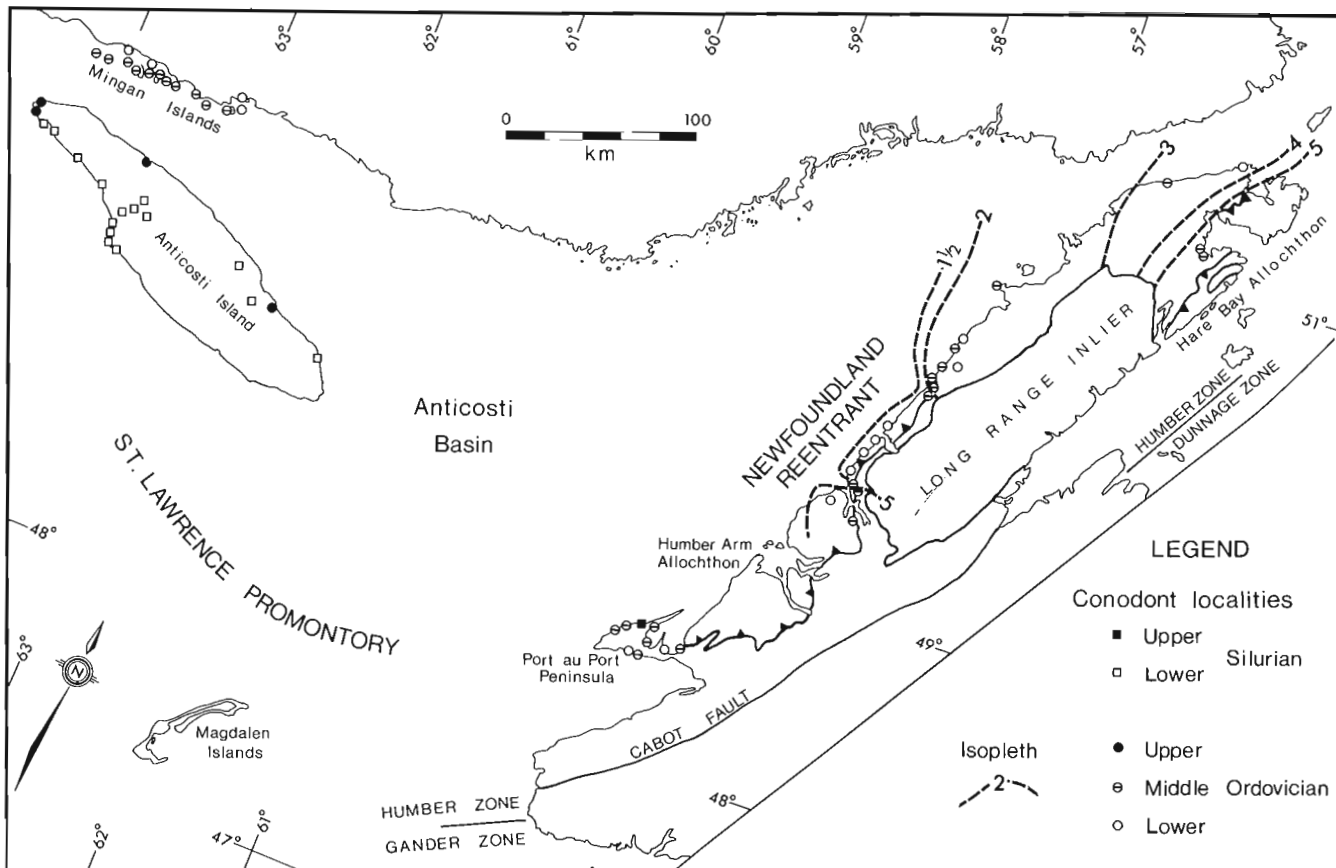 63°
62°
61°
60°
59°
58°
57°
Mingan Islands
0
100
km
3
4
5
2
1½
Anticosti Island
Hare Bay Allochthon
51°
NEWFOUNDLAND
REENTRANT
LONG RANGE INLIER
HUMBER ZONE
DUNNAGE ZONE
Anticosti
Basin
.5
48°
ST. LAWRENCE PROMONTORY
Humber Arm
Allochthon
LEGEND
Conodont localities
Upper
Silurian
Lower
63°
N
Port au Port
Peninsula
49°
Magdalen
Islands
CABOT FAULT
Isopleth
2
Upper
Middle Ordovician
Lower
HUMBER ZONE
GANDER ZONE
48°
62°
47°
61°